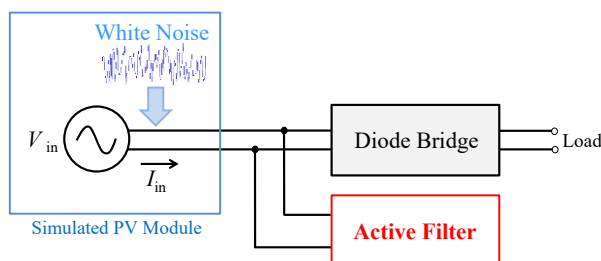 White Noise
V in
I in
Diode Bridge
Load
Simulated PV Module
Active Filter